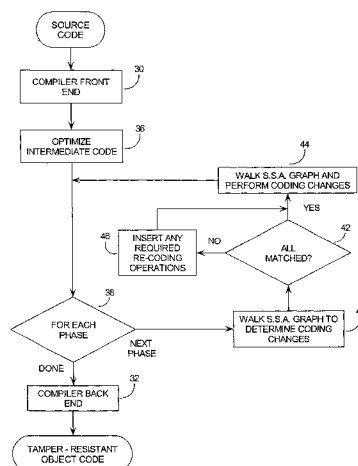 SOURCE
CODE
30
COMPILER FRONT
END
36
OPTIMIZE
INTERMEDIATE CODE
44
WALK S.S.A. GRAPH AND
PERFORM CODING CHANGES
YES
46
INSERT ANY
REQUIRED
RE-CODING
OPERATIONS
NO
ALL
MATCHED?
42
38
FOR EACH
PHASE
NEXT
PHASE
WALK S.S.A. GRAPH TO
DETERMINE CODING
CHANGES
DONE
32
COMPILER BACK
END
TAMPER - RESISTANT
OBJECT CODE